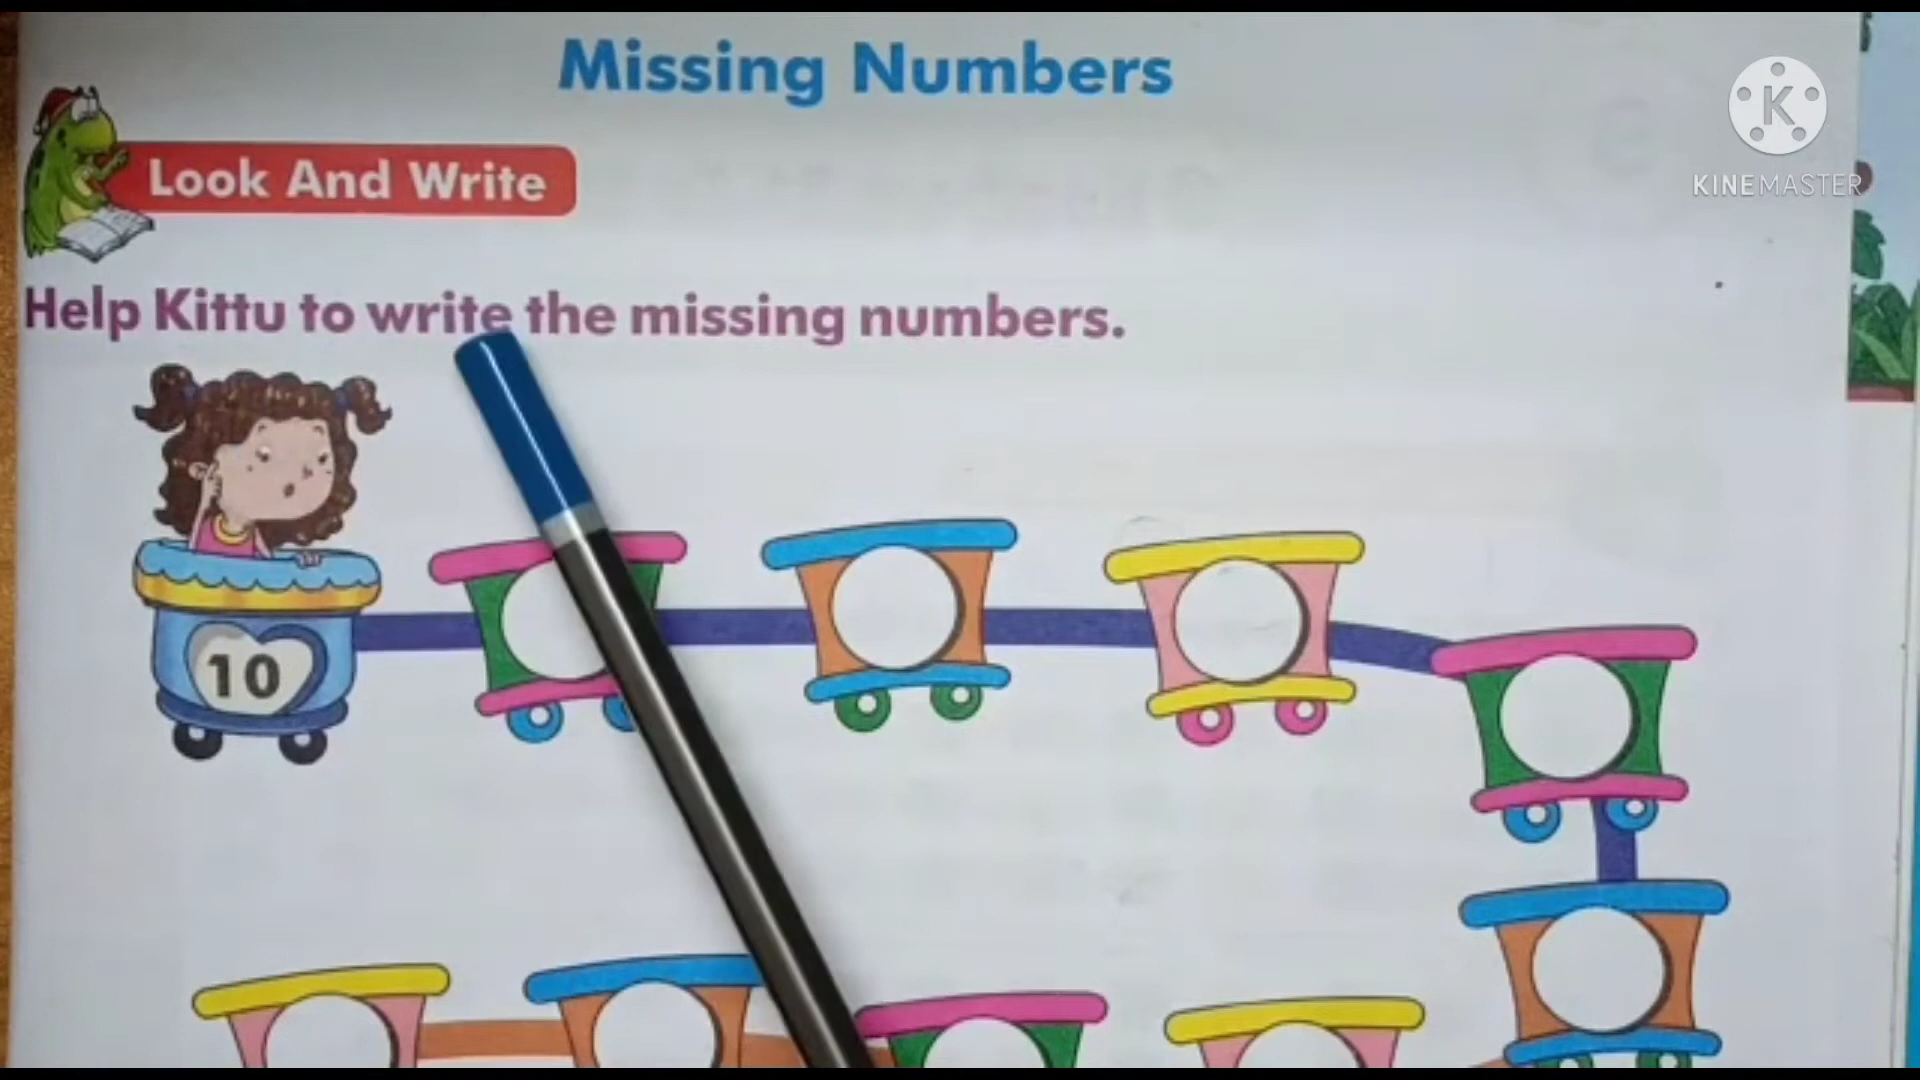 Missing Numbers
K
KINEMASTER
Look And Write
Help Kittu to write the missing numbers.
10